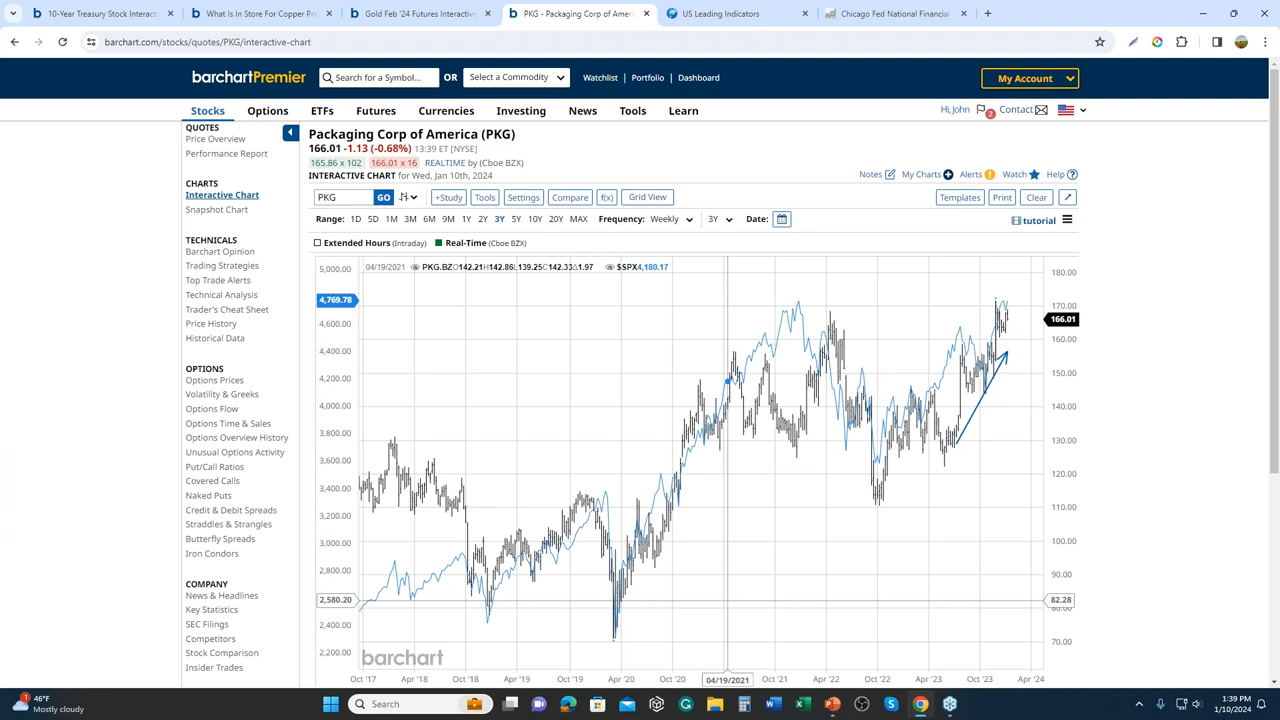 10-Year Treasury Stock Interacti
What Is In Store For Copper Pri
Gold Feb '24 Futures Interactive
PKG - Packaging Corp of Americ
US Leading Indicators
Chicago Fed National Financial
barchart.com/stocks/quotes/PKG/interactive-chart
barchartPremier
Search for a Symbol...
OR
Select a Commodity
Watchlist
Portfolio
Dashboard
My Account
Stocks Options ETFs Futures Currencies Investing News Tools Learn
Hi, John
2
Contact
QUOTES
Price Overview
Performance Report
CHARTS
Interactive Chart
Snapshot Chart
TECHNICALS
Barchart Opinion
Trading Strategies
Top Trade Alerts
Technical Analysis
Trader's Cheat Sheet
Price History
Historical Data
OPTIONS
Options Prices
Volatility & Greeks
Options Flow
Options Time & Sales
Options Overview History
Unusual Options Activity
Put/Call Ratios
Covered Calls
Naked Puts
Credit & Debit Spreads
Straddles & Strangles
Butterfly Spreads
Iron Condors
COMPANY
News & Headlines
Key Statistics
SEC Filings
Competitors
Stock Comparison
Insider Trades
Packaging Corp of America (PKG)
166.01 -1.13 (-0.68%) 13:39 ET [NYSE]
165.86 x 102 166.01 x 16 REALTIME by (Cboe BZX)
INTERACTIVE CHART for Wed, Jan 10th, 2024
Notes
My Charts
Alerts
Watch
Help
PKG
GO
+Study
Tools
Settings
Compare
f(x)
Grid View
Templates
Print
Clear
Range: 1D 5D 1M 3M 6M 9M 1Y 2Y 3Y 5Y 10Y 20Y MAX Frequency: Weekly 3Y Date:
tutorial
Extended Hours (Intraday) Real-Time (Cboe BZX)
04/19/2021 PKG.BZ O142.21 H142.86 L139.25 C142.33 Δ1.97 $SPX 4,180.17
5,000.00
4,769.78
4,600.00
4,400.00
4,200.00
4,000.00
3,800.00
3,600.00
3,400.00
3,200.00
3,000.00
2,800.00
2,580.20
2,400.00
2,200.00
180.00
170.00
166.01
160.00
150.00
140.00
130.00
120.00
110.00
100.00
90.00
82.28
80.00
70.00
barchart
Oct '17 Apr '18 Oct '18 Apr '19 Oct '19 Apr '20 Oct '20 04/19/2021 Oct '21 Apr '22 Oct '22 Apr '23 Oct '23 Apr '24
1
46°F
Mostly cloudy
Search
1:39 PM
1/10/2024